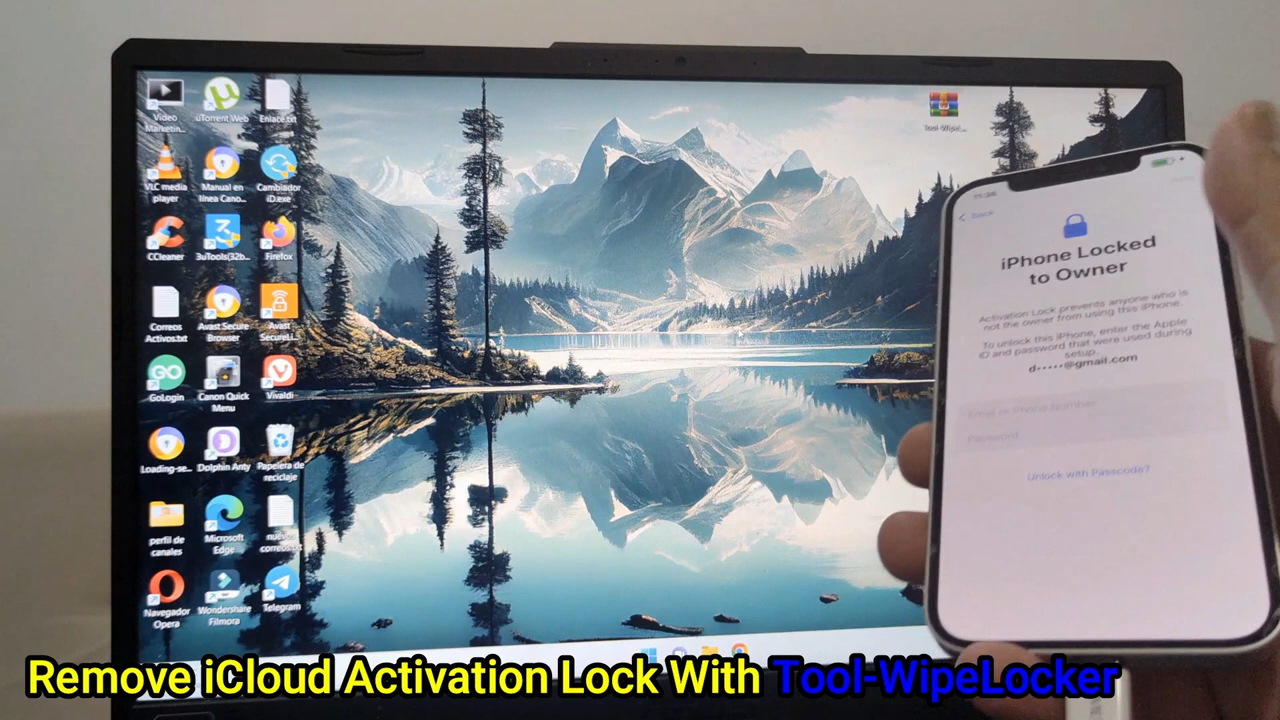 Video
Marketin...
uTorrent Web
Enlace.txt
Tool-Wipel...
VLC media
player
Manual en
línea Cano...
Cambiador
iD.exe
CCleaner
3uTools(32b...
Firefox
Correos
Activos.txt
Avast Secure
Browser
Avast
SecureLi...
GoLogin
Canon Quick
Menu
Vivaldi
Loading-se...
Dolphin Anty
Papelera de
reciclaje
perfil de
canales
Microsoft
Edge
Navegador
Opera
Wondershare
Filmora
Telegram
Back
iPhone Locked
to Owner
Activation Lock prevents anyone who is
not the owner from using this iPhone.
To unlock this iPhone, enter the Apple
ID and password that were used during
setup.
d•••••@gmail.com
Email or Phone Number
Password
Unlock with Passcode?
Remove iCloud Activation Lock With Tool-WipeLocker